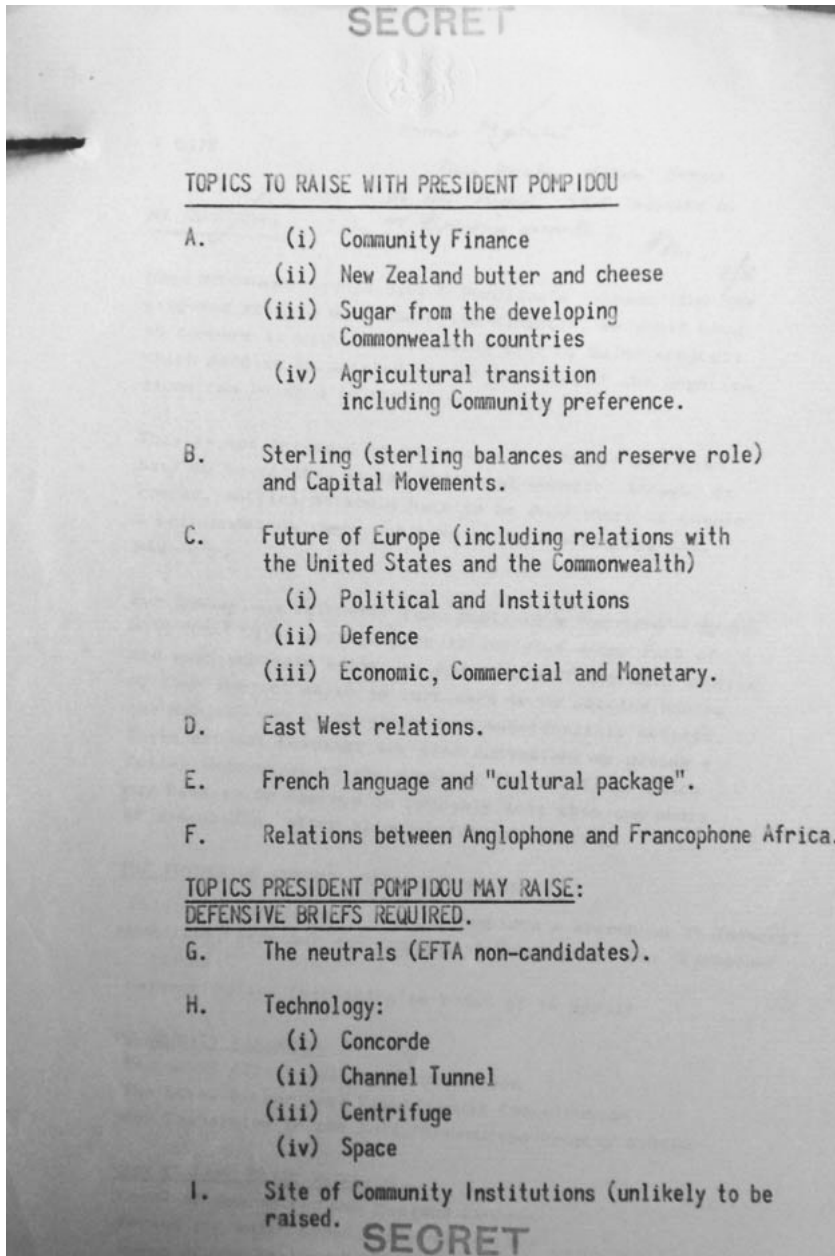 SECRET
TOPICS TO RAISE WITH PRESIDENT POMPIDOU
A. (i) Community Finance
(ii) New Zealand butter and cheese
(iii) Sugar from the developing
Commonwealth countries
(iv) Agricultural transition
including Community preference.
B. Sterling (sterling balances and reserve role)
and Capital Movements.
C. Future of Europe (including relations with
the United States and the Commonwealth)
(i) Political and Institutions
(ii) Defence
(iii) Economic, Commercial and Monetary.
D. East West relations.
E. French language and "cultural package".
F. Relations between Anglophone and Francophone Africa.
TOPICS PRESIDENT POMPIDOU MAY RAISE:
DEFENSIVE BRIEFS REQUIRED.
G. The neutrals (EFTA non-candidates).
H. Technology:
(i) Concorde
(ii) Channel Tunnel
(iii) Centrifuge
(iv) Space
I. Site of Community Institutions (unlikely to be
raised.
SECRET